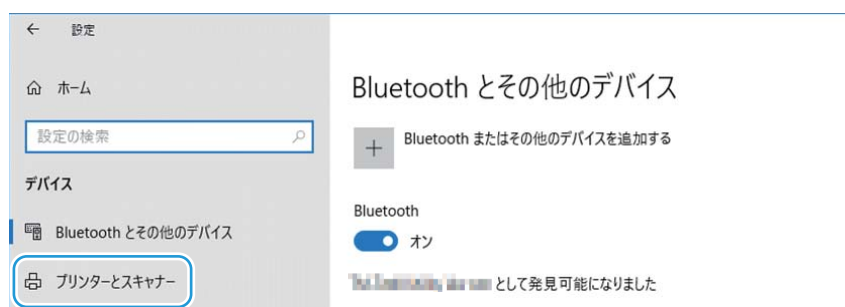 設定
ホーム
設定の検索
デバイス
Bluetooth とその他のデバイス
プリンターとスキャナー
Bluetooth とその他のデバイス
Bluetooth またはその他のデバイスを追加する
Bluetooth
オン
として発見可能になりました